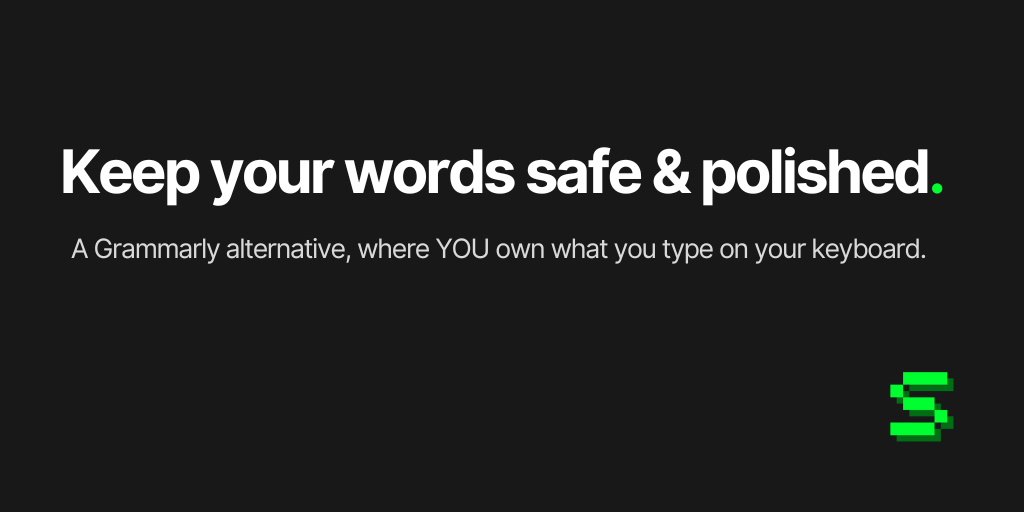 Keep your words safe & polished.
A Grammarly alternative, where YOU own what you type on your keyboard.
S